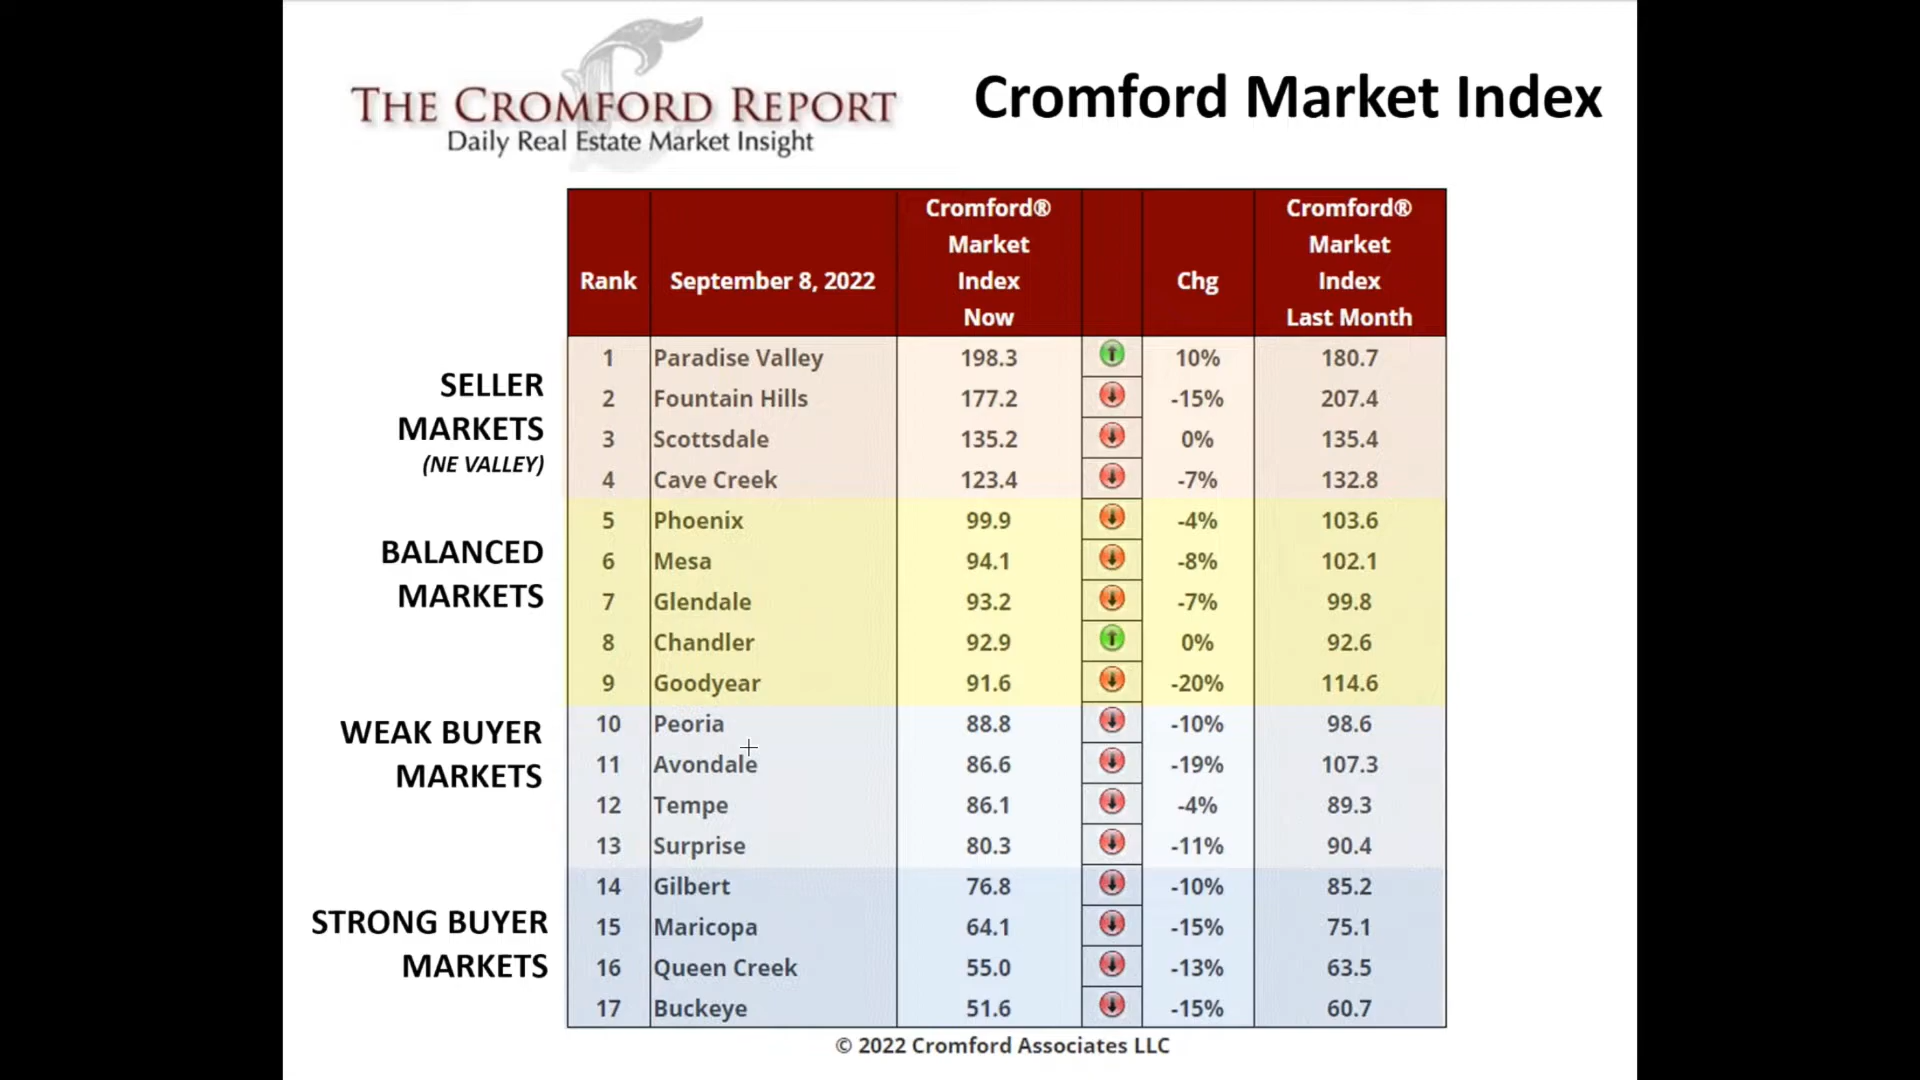 THE CROMFORD REPORT
Daily Real Estate Market Insight
Cromford Market Index
Rank September 8, 2022 Cromford® Market Index Now Chg Cromford® Market Index Last Month
SELLER MARKETS (NE VALLEY)
1 Paradise Valley 198.3 10% 180.7
2 Fountain Hills 177.2 -15% 207.4
3 Scottsdale 135.2 0% 135.4
4 Cave Creek 123.4 -7% 132.8
BALANCED MARKETS
5 Phoenix 99.9 -4% 103.6
6 Mesa 94.1 -8% 102.1
7 Glendale 93.2 -7% 99.8
8 Chandler 92.9 0% 92.6
9 Goodyear 91.6 -20% 114.6
WEAK BUYER MARKETS
10 Peoria 88.8 -10% 98.6
11 Avondale 86.6 -19% 107.3
12 Tempe 86.1 -4% 89.3
13 Surprise 80.3 -11% 90.4
STRONG BUYER MARKETS
14 Gilbert 76.8 -10% 85.2
15 Maricopa 64.1 -15% 75.1
16 Queen Creek 55.0 -13% 63.5
17 Buckeye 51.6 -15% 60.7
© 2022 Cromford Associates LLC